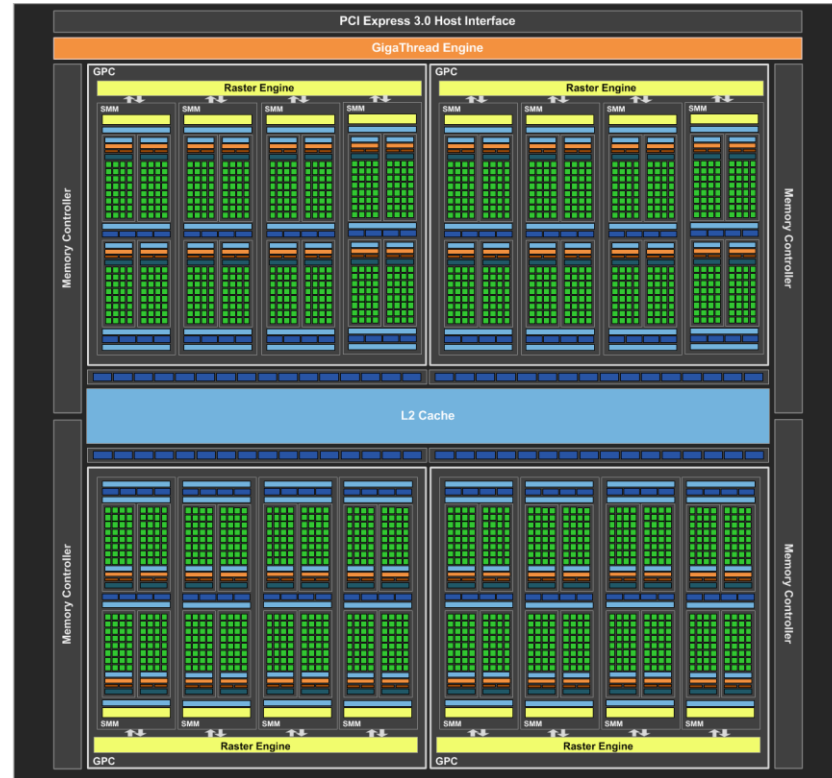 PCI Express 3.0 Host Interface
GigaThread Engine
GPC
GPC
Raster Engine
Raster Engine
SMM
SMM
SMM
SMM
SMM
SMM
SMM
SMM
Memory Controller
Memory Controller
L2 Cache
Memory Controller
Memory Controller
SMM
SMM
SMM
SMM
SMM
SMM
SMM
SMM
Raster Engine
Raster Engine
GPC
GPC